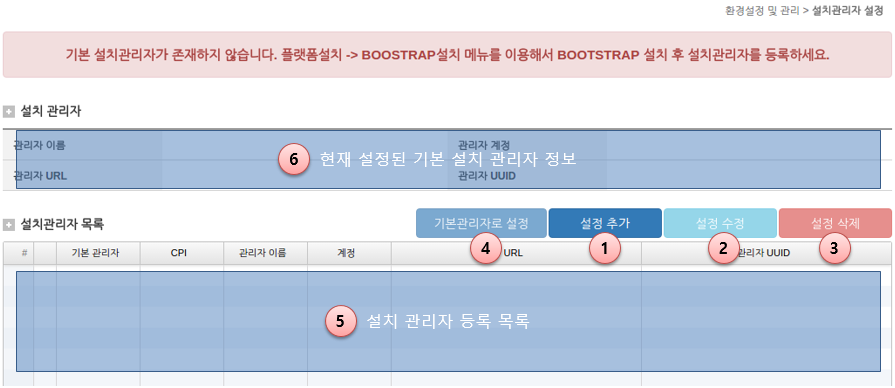 환경설정 및 관리 > 설치관리자 설정
기본 설치관리자가 존재하지 않습니다. 플랫폼설치 -> BOOSTRAP설치 메뉴를 이용해서 BOOTSTRAP 설치 후 설치관리자를 등록하세요.
설치 관리자
관리자 이름 관리자 계정
6 현재 설정된 기본 설치 관리자 정보
관리자 URL 관리자 UUID
설치관리자 목록 기본관리자로 설정 설정 추가 설정 수정 설정 삭제
4 1 2 3
# 기본 관리자 CPI 관리자 이름 계정 URL 관리자 UUID
5 설치 관리자 등록 목록